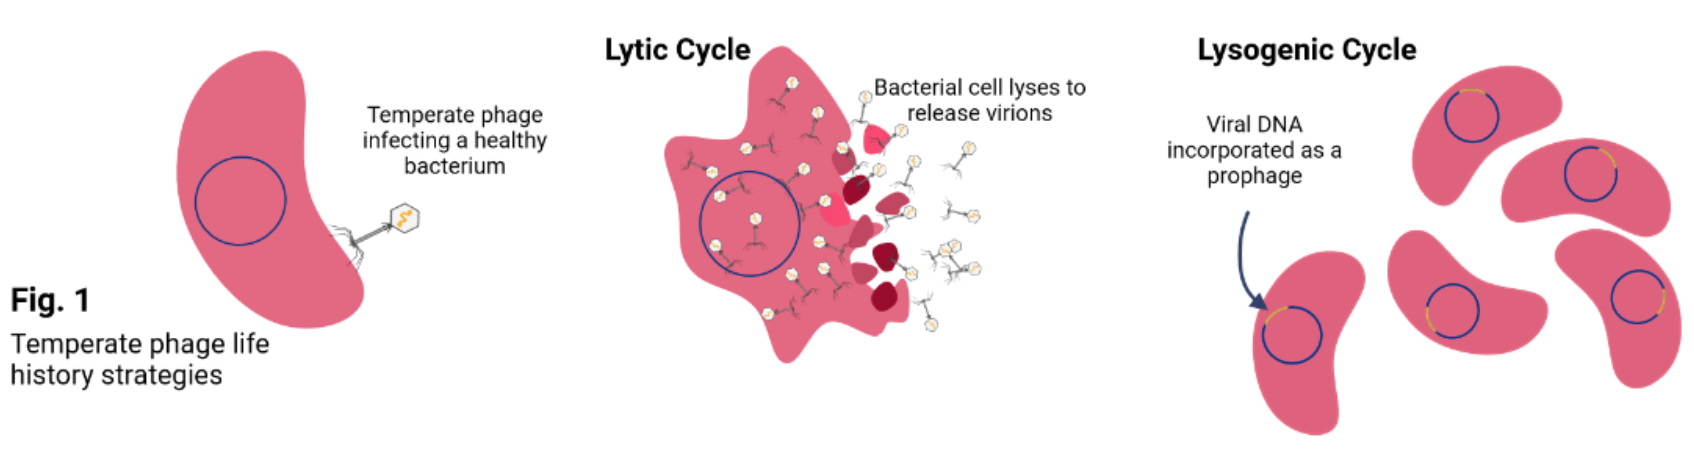 Fig. 1
Temperate phage life
history strategies
Temperate phage
infecting a healthy
bacterium
Lytic Cycle
Bacterial cell lyses to
release virions
Lysogenic Cycle
Viral DNA
incorporated as a
prophage